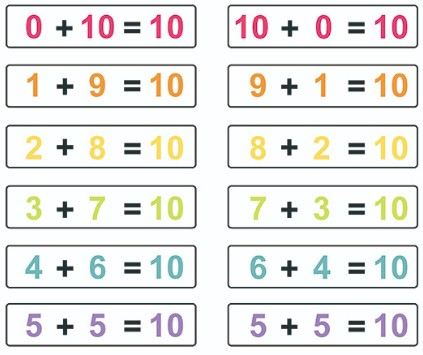 0 + 10 = 10
10 + 0 = 10
1 + 9 = 10
9 + 1 = 10
2 + 8 = 10
8 + 2 = 10
3 + 7 = 10
7 + 3 = 10
4 + 6 = 10
6 + 4 = 10
5 + 5 = 10
5 + 5 = 10